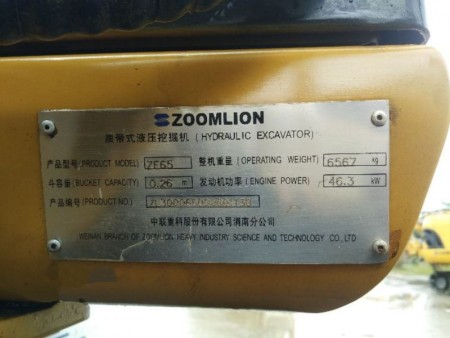 ZOOMLION
履带式液压挖掘机 (HYDRAULIC EXCAVATOR)
产品型号(PRODUCT MODEL) ZE65 整机重量(OPERATING WEIGHT) 6567 kg
斗容量(BUCKET CAPACITY) 0.26 m³ 发动机功率(ENGINE POWER) 46.3 kW
产品编号(PRODUCT NO.)
中联重科股份有限公司渭南分公司
WEINAN BRANCH OF ZOOMLION HEAVY INDUSTRY SCIENCE AND TECHNOLOGY CO., LTD